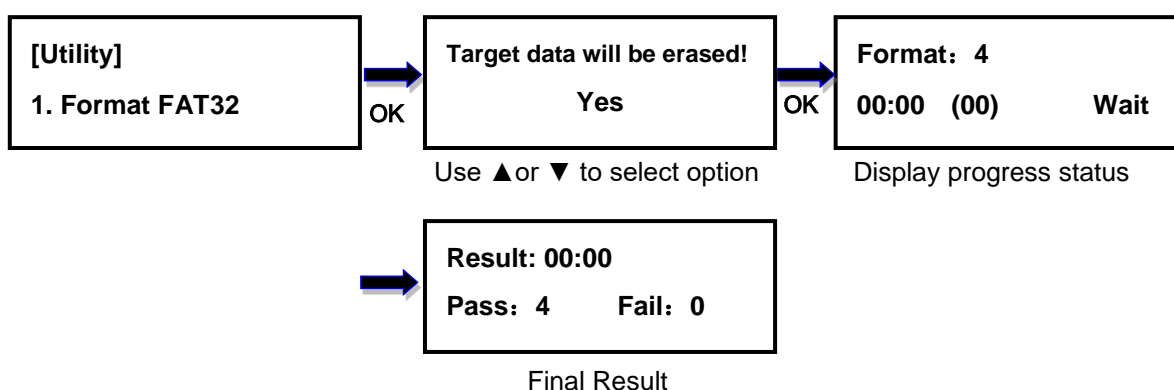 [Utility]
1. Format FAT32
OK
Target data will be erased!
Yes
Use ▲or ▼ to select option
OK
Format：4
00:00 (00) Wait
Display progress status
Result: 00:00
Pass：4 Fail：0
Final Result